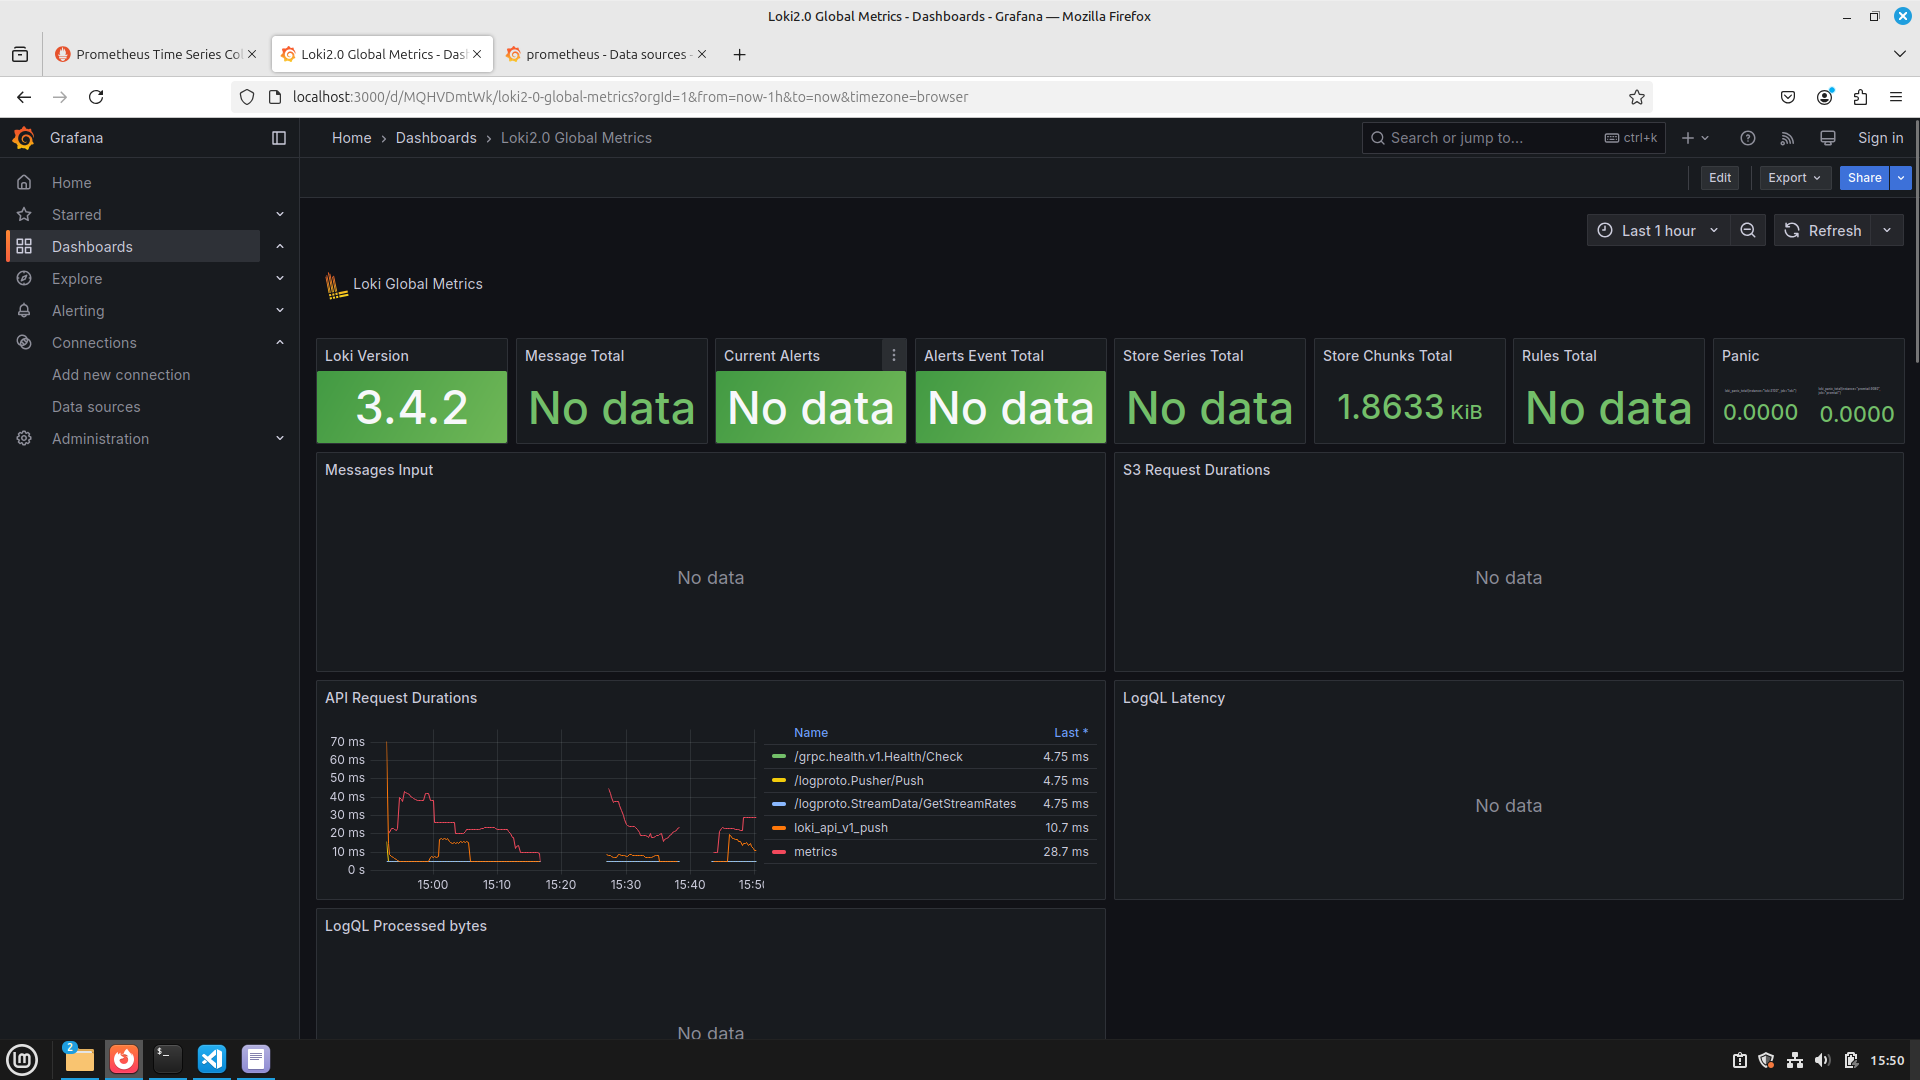 Loki2.0 Global Metrics - Dashboards - Grafana — Mozilla Firefox
Prometheus Time Series Co
Loki2.0 Global Metrics - Das
prometheus - Data sources -
localhost:3000/d/MQHVDmtWk/loki2-0-global-metrics?orgId=1&from=now-1h&to=now&timezone=browser
Grafana
Home › Dashboards › Loki2.0 Global Metrics
Search or jump to...
ctrl+k
Sign in
Edit
Export
Share
Home
Starred
Dashboards
Explore
Alerting
Connections
Add new connection
Data sources
Administration
Last 1 hour
Refresh
Loki Global Metrics
Loki Version
3.4.2
Message Total
No data
Current Alerts
No data
Alerts Event Total
No data
Store Series Total
No data
Store Chunks Total
1.8633 KiB
Rules Total
No data
Panic
0.0000
0.0000
Messages Input
No data
S3 Request Durations
No data
API Request Durations
70 ms
60 ms
50 ms
40 ms
30 ms
20 ms
10 ms
0 s
15:00 15:10 15:20 15:30 15:40 15:50
Name Last *
/grpc.health.v1.Health/Check 4.75 ms
/logproto.Pusher/Push 4.75 ms
/logproto.StreamData/GetStreamRates 4.75 ms
loki_api_v1_push 10.7 ms
metrics 28.7 ms
LogQL Latency
No data
LogQL Processed bytes
No data
2
15:50